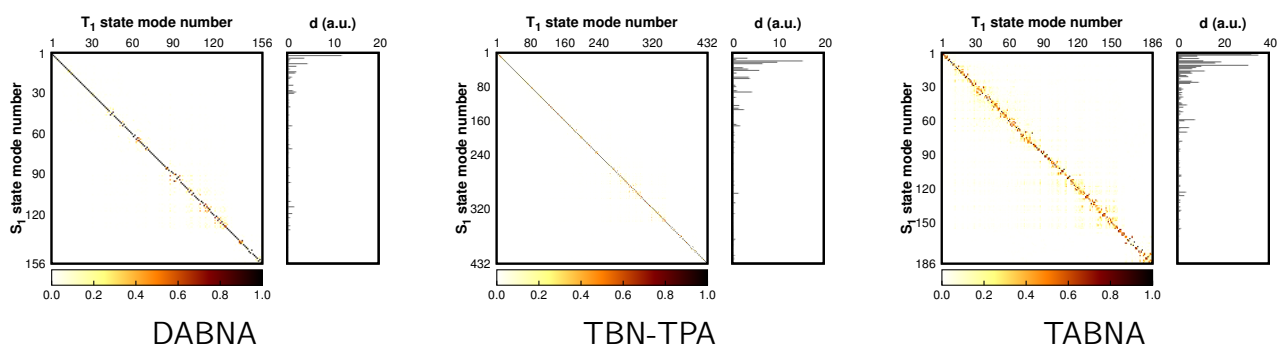 T1 state mode number
d (a.u.)
1 30 60 90 120 156
0 10 20
S1 state mode number
1
30
60
90
120
156
0.0 0.2 0.4 0.6 0.8 1.0
DABNA
T1 state mode number
d (a.u.)
1 80 160 240 320 432
0 5 10 15 20
S1 state mode number
1
80
160
240
320
432
0.0 0.2 0.4 0.6 0.8 1.0
TBN-TPA
T1 state mode number
d (a.u.)
1 30 60 90 120 150 186
0 20 40
S1 state mode number
1
30
60
90
120
150
186
0.0 0.2 0.4 0.6 0.8 1.0
TABNA